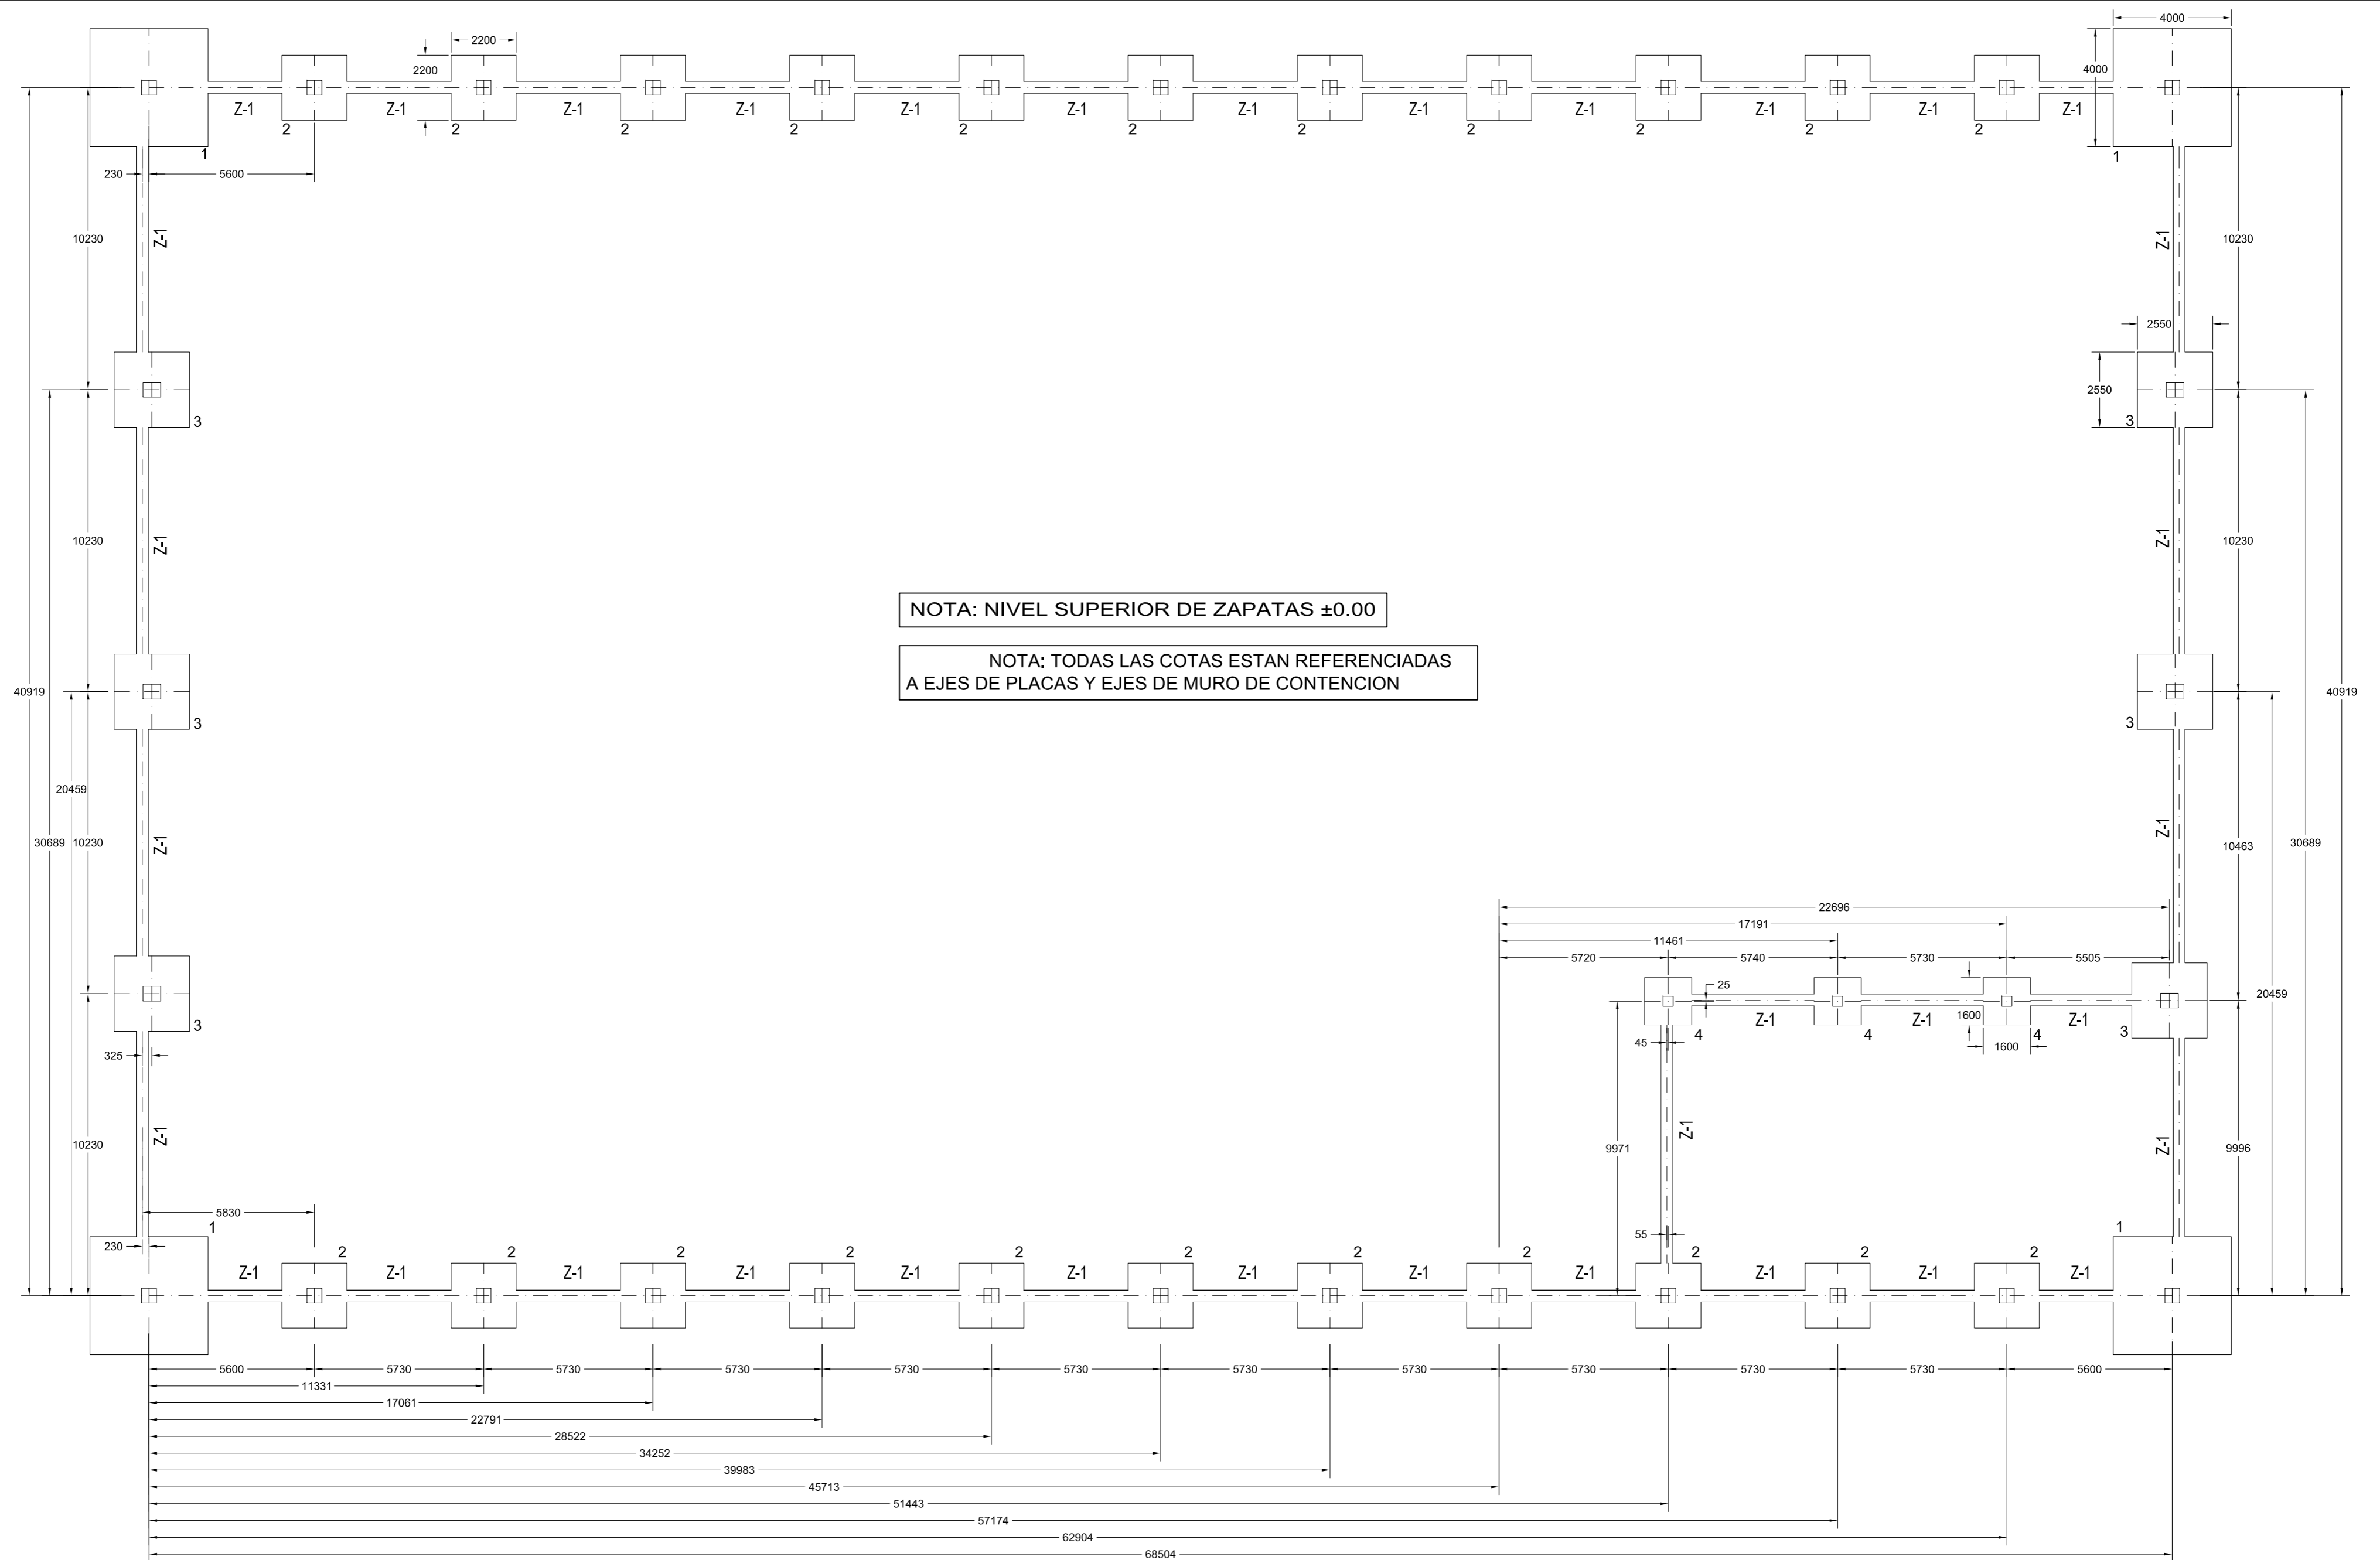 4000
2200
2200
4000
Z-1 Z-1 Z-1 Z-1 Z-1 Z-1 Z-1 Z-1 Z-1 Z-1 Z-1 Z-1
2 2 2 2 2 2 2 2 2 2 2
1 1
230 5600
10230 Z-1 Z-1 10230
2550
2550
3 3
10230 Z-1 Z-1 10230
NOTA: NIVEL SUPERIOR DE ZAPATAS ±0.00
NOTA: TODAS LAS COTAS ESTAN REFERENCIADAS
A EJES DE PLACAS Y EJES DE MURO DE CONTENCION
40919 40919
3 3
20459
30689 10230 Z-1 Z-1 10463 30689
22696
17191
11461
5720 5740 5730 5505
25
20459
1600
Z-1 Z-1 Z-1
3 4 4 4 3
45 1600
325
10230 Z-1 9971 Z-1 Z-1 9996
5830
1 1
230 55
2 2 2 2 2 2 2 2 2 2 2
Z-1 Z-1 Z-1 Z-1 Z-1 Z-1 Z-1 Z-1 Z-1 Z-1 Z-1 Z-1
5600 5730 5730 5730 5730 5730 5730 5730 5730 5730 5730 5600
11331
17061
22791
28522
34252
39983
45713
51443
57174
62904
68504